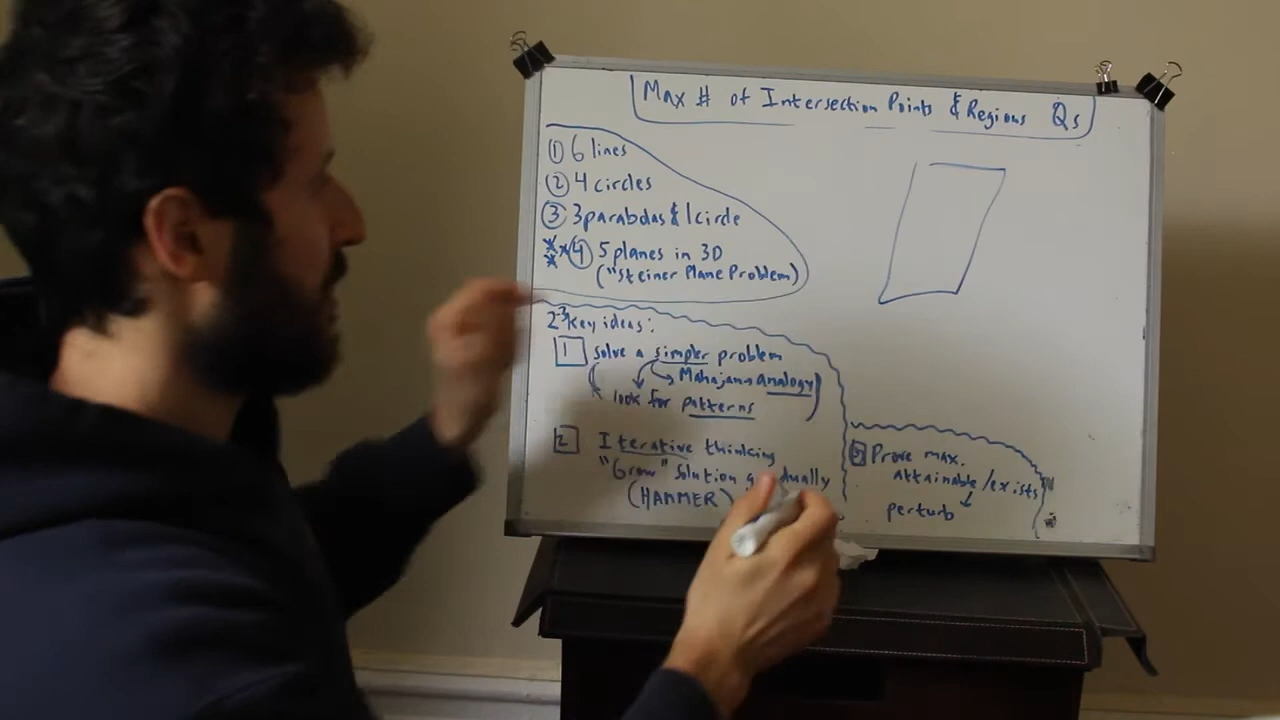 Max # of Intersection Points & Regions Qs
① 6 lines
② 4 circles
③ 3 parabolas & 1 circle
④ 5 planes in 3D
("Steiner Plane Problem)
2-3 key ideas:
1 solve a simpler problem
Mahajan → analogy
look for patterns
2 Iterative thinking
"Grow" solution gradually
(HAMMER)
3 Prove max.
attainable/exists
perturb